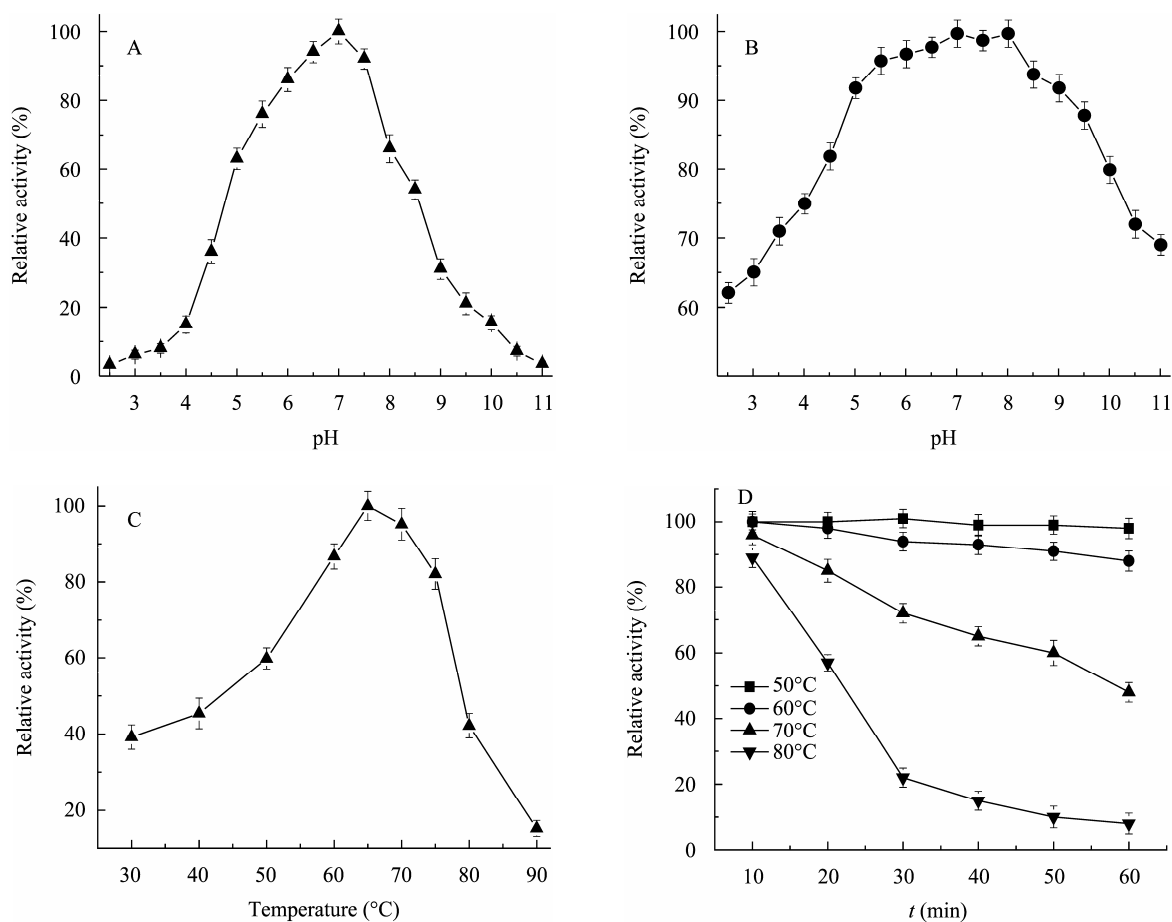 A
Relative activity (%)
100
80
60
40
20
0
3 4 5 6 7 8 9 10 11
pH
B
Relative activity (%)
100
90
80
70
60
3 4 5 6 7 8 9 10 11
pH
C
Relative activity (%)
100
80
60
40
20
30 40 50 60 70 80 90
Temperature (°C)
D
Relative activity (%)
100
80
60
40
20
0
50°C
60°C
70°C
80°C
10 20 30 40 50 60
t (min)